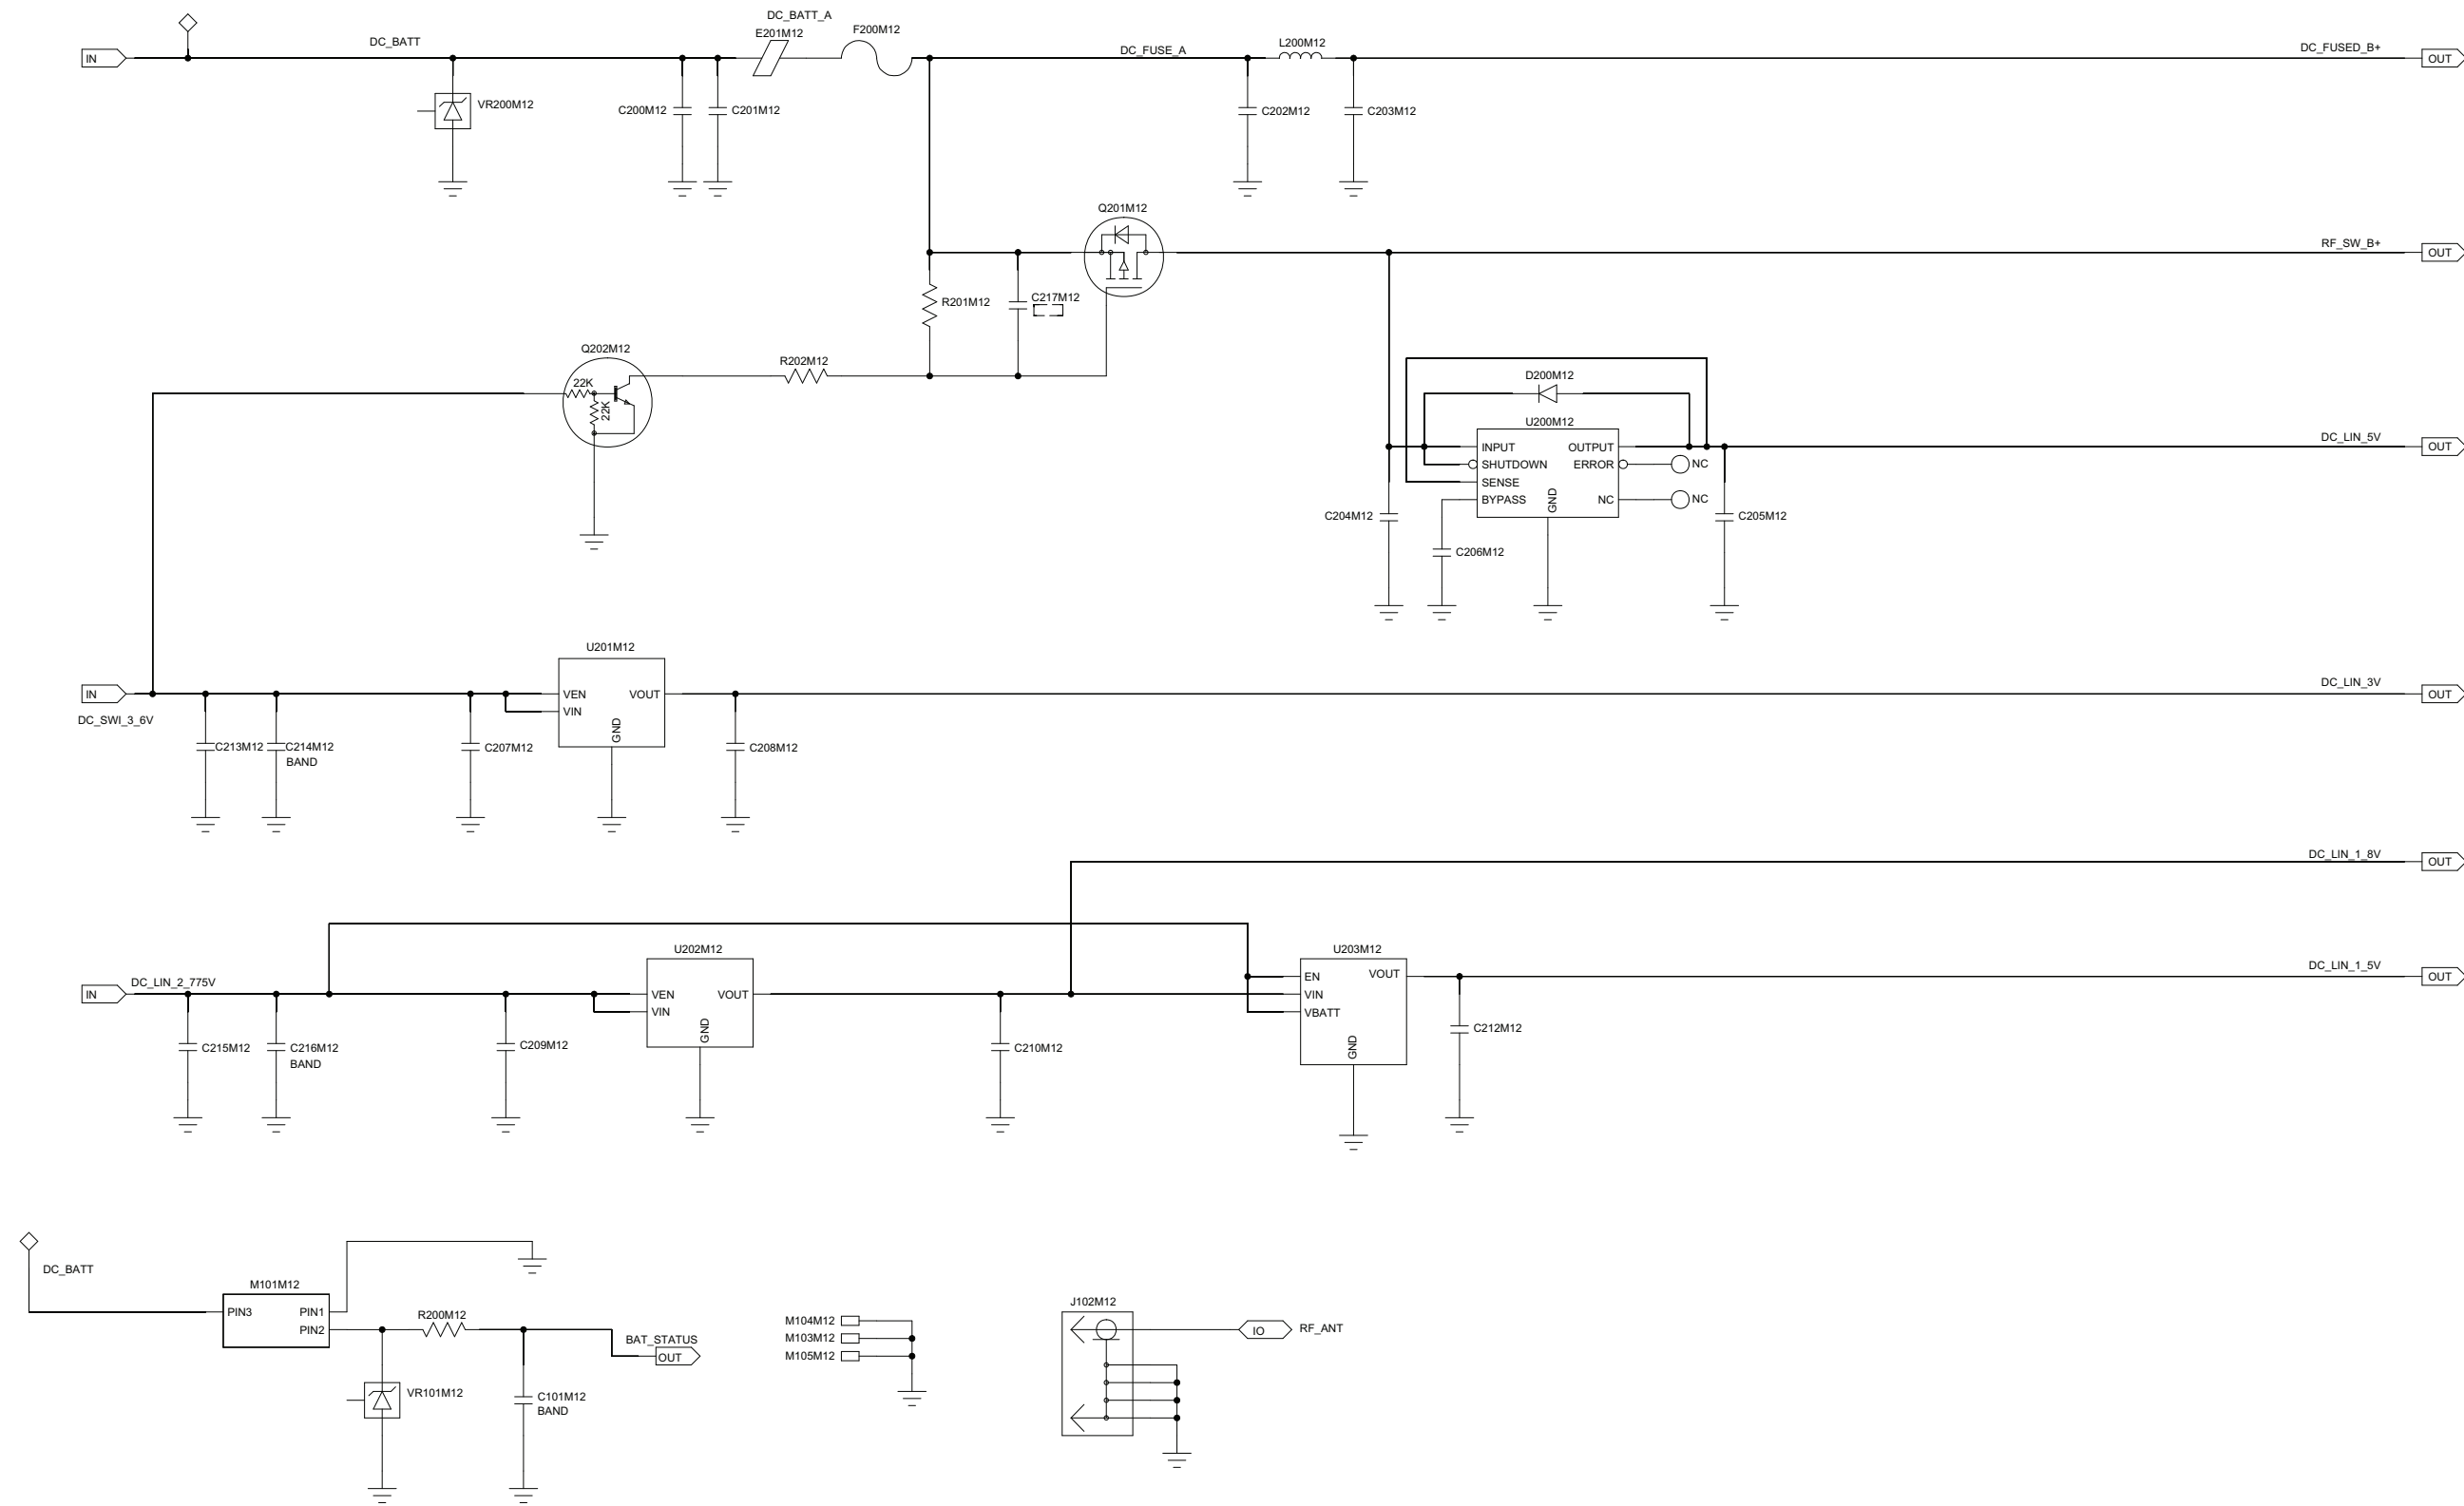 DC_BATT_A
E201M12
F200M12
DC_BATT
DC_FUSE_A
L200M12
DC_FUSED_B+
IN
OUT
VR200M12
C200M12
C201M12
C202M12
C203M12
Q201M12
RF_SW_B+
OUT
R201M12
C217M12
Q202M12
R202M12
22K
22K
D200M12
U200M12
INPUT
OUTPUT
DC_LIN_5V
OUT
SHUTDOWN
ERROR
NC
SENSE
BYPASS
GND
NC
NC
C204M12
C205M12
C206M12
U201M12
IN
VEN
VOUT
DC_LIN_3V
OUT
VIN
DC_SWI_3_6V
GND
C213M12
C214M12
BAND
C207M12
C208M12
DC_LIN_1_8V
OUT
U202M12
U203M12
DC_LIN_2_775V
IN
VEN
VOUT
VIN
GND
EN
VOUT
VIN
VBATT
GND
DC_LIN_1_5V
OUT
C215M12
C216M12
BAND
C209M12
C210M12
C212M12
DC_BATT
M101M12
PIN3
PIN1
PIN2
R200M12
BAT_STATUS
OUT
VR101M12
C101M12
BAND
M104M12
M103M12
M105M12
J102M12
IO
RF_ANT